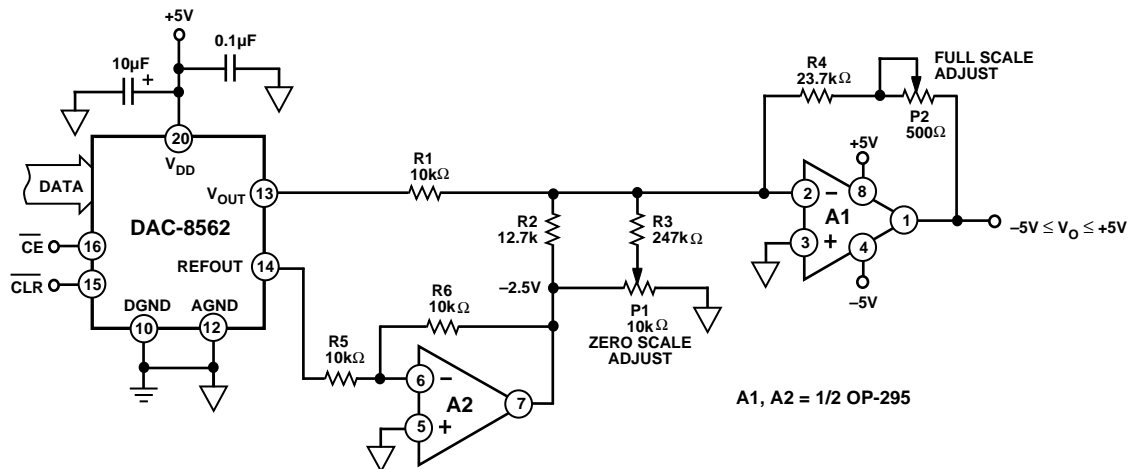 +5V
10µF
+
0.1µF
20
VDD
DATA
VOUT
13
DAC-8562
CE
16
REFOUT
14
CLR
15
DGND
AGND
10
12
R1
10kΩ
R2
12.7k
R3
247kΩ
–2.5V
P1
10kΩ
ZERO SCALE
ADJUST
R6
10kΩ
R5
10kΩ
6
–
A2
7
5
+
R4
23.7kΩ
FULL SCALE
ADJUST
P2
500Ω
+5V
2
–
8
A1
1
3
+
4
–5V
–5V ≤ VO ≤ +5V
A1, A2 = 1/2 OP-295